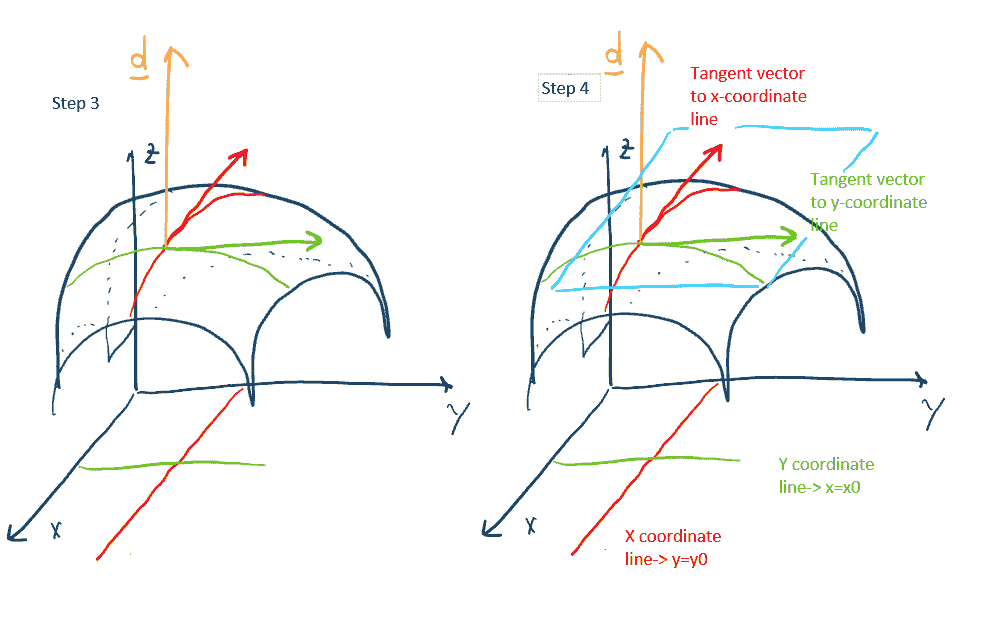 d
Step 3
Z
Y
X
d
Step 4
Tangent vector
to x-coordinate
line
Z
Tangent vector
to y-coordinate
line
Y
X
Y coordinate
line-> x=x0
X coordinate
line-> y=y0